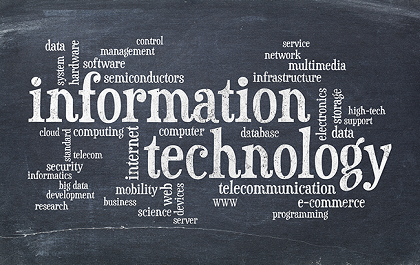 control
data
management
service
network
hardware
system
software
multimedia
semiconductors
infrastructure
information
electronics
storage
high-tech
support
cloud computing
computer
database
data
standard
telecom
internet
technology
security
informatics
big data
development
research
mobility
business
web
devices
telecommunication
www
e-commerce
science
server
programming